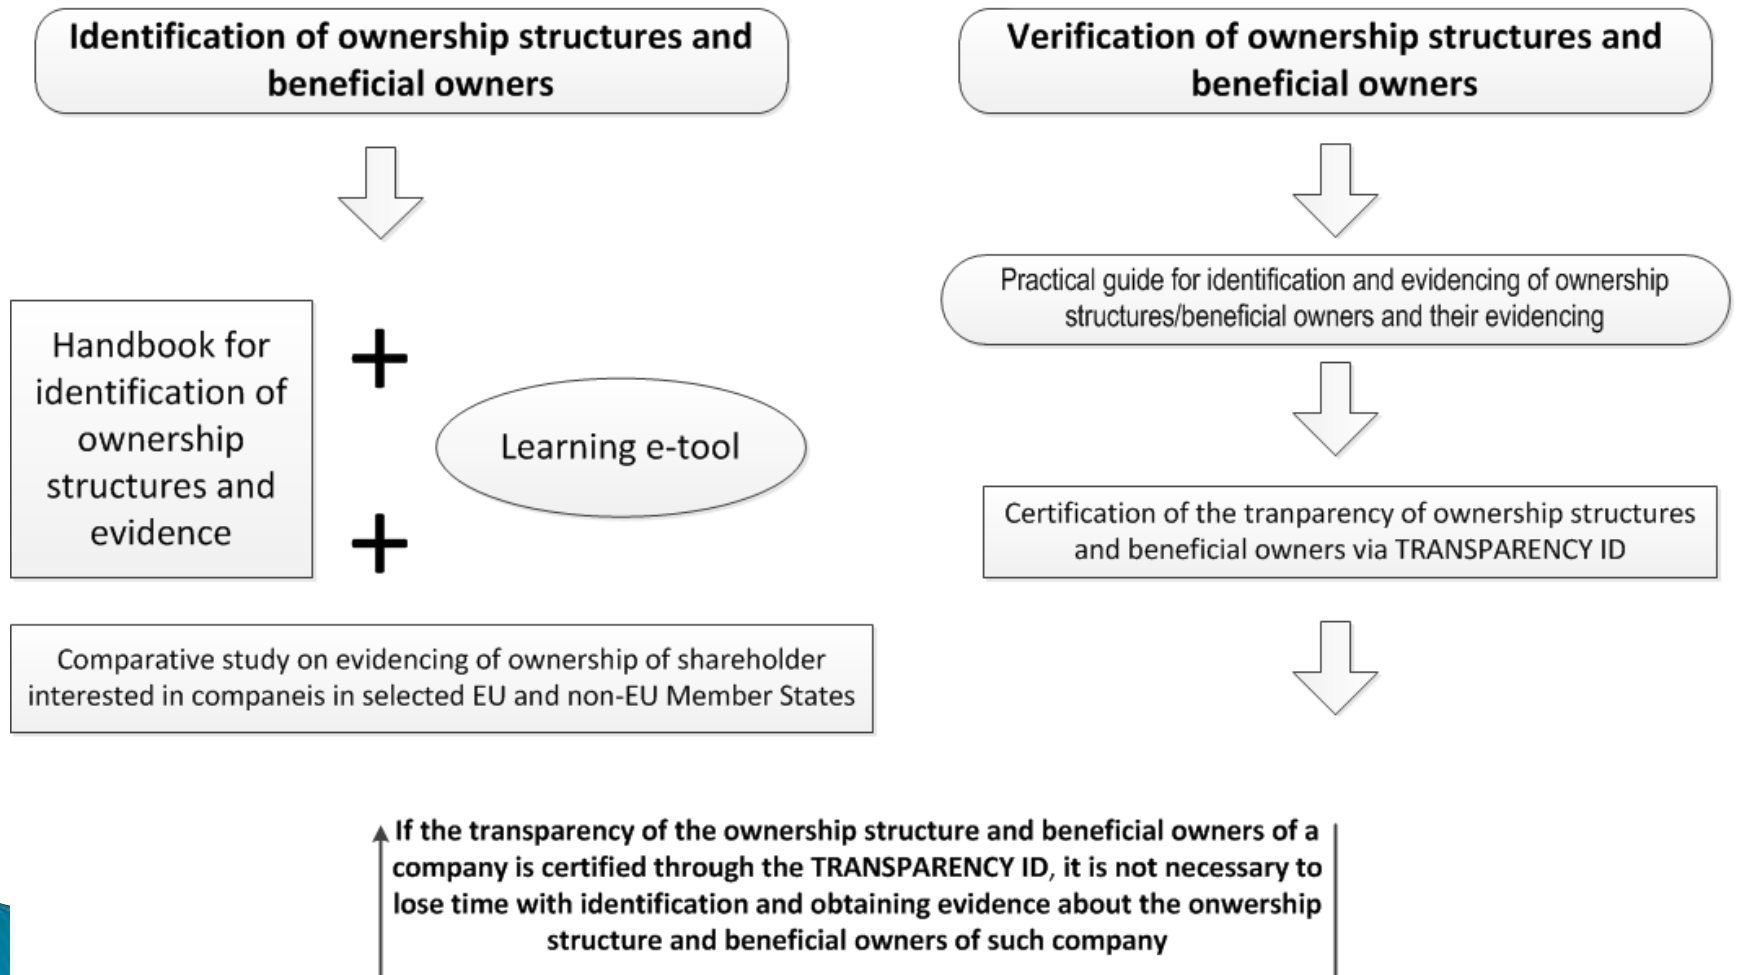 Identification of ownership structures and
beneficial owners
Handbook for
identification of
ownership
structures and
evidence
+
Learning e-tool
+
Comparative study on evidencing of ownership of shareholder
interested in companeis in selected EU and non-EU Member States
Verification of ownership structures and
beneficial owners
Practical guide for identification and evidencing of ownership
structures/beneficial owners and their evidencing
Certification of the tranparency of ownership structures
and beneficial owners via TRANSPARENCY ID
If the transparency of the ownership structure and beneficial owners of a
company is certified through the TRANSPARENCY ID, it is not necessary to
lose time with identification and obtaining evidence about the onwership
structure and beneficial owners of such company